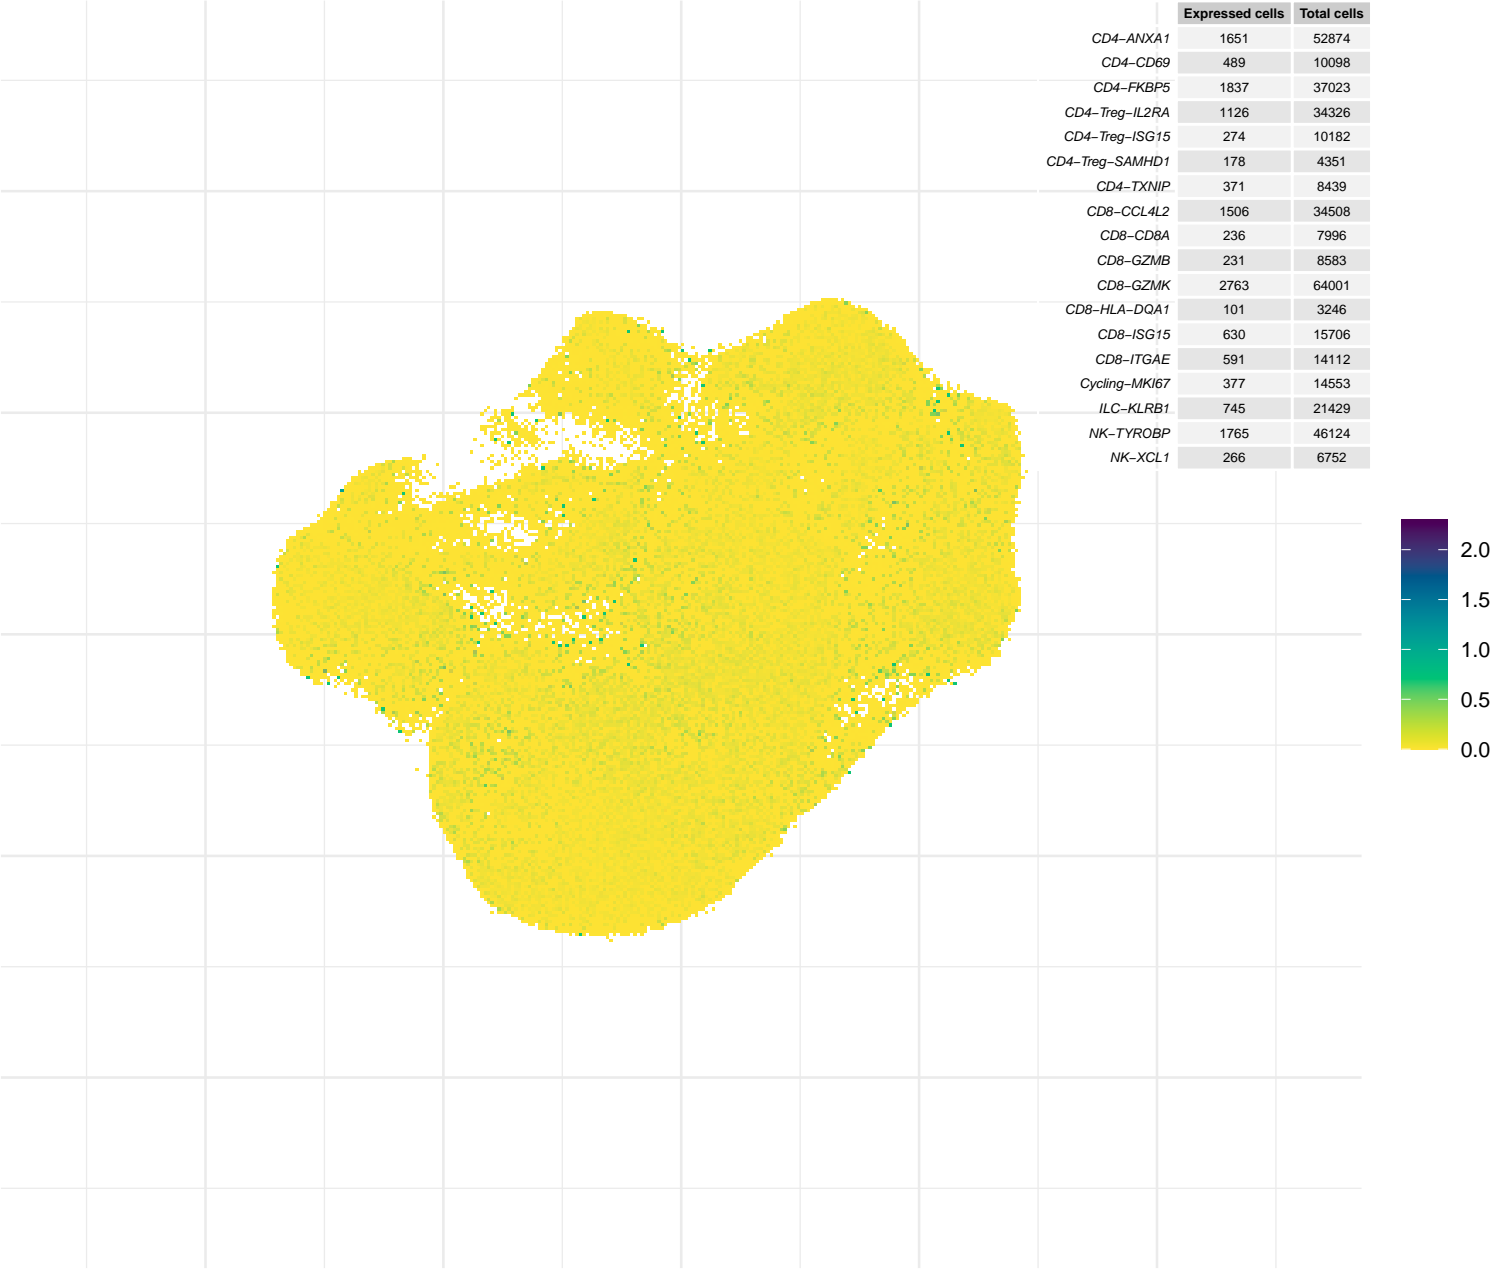 Expressed cells Total cells
CD4−ANXA1 1651 52874
CD4−CD69 489 10098
CD4−FKBP5 1837 37023
CD4−Treg−IL2RA 1126 34326
CD4−Treg−ISG15 274 10182
CD4−Treg−SAMHD1 178 4351
CD4−TXNIP 371 8439
CD8−CCL4L2 1506 34508
CD8−CD8A 236 7996
CD8−GZMB 231 8583
CD8−GZMK 2763 64001
CD8−HLA−DQA1 101 3246
CD8−ISG15 630 15706
CD8−ITGAE 591 14112
Cycling−MKI67 377 14553
ILC−KLRB1 745 21429
NK−TYROBP 1765 46124
NK−XCL1 266 6752
2.0
1.5
1.0
0.5
0.0